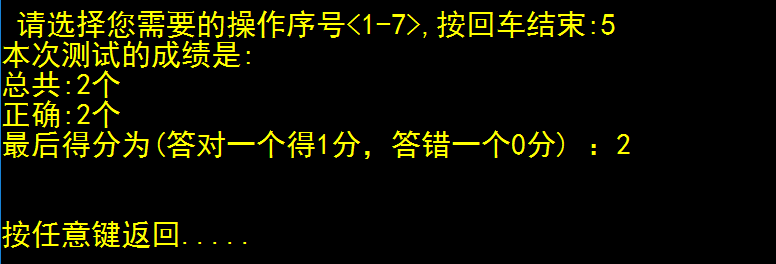 请选择您需要的操作序号<1-7>,按回车结束:5
本次测试的成绩是:
总共:2个
正确:2个
最后得分为(答对一个得1分，答错一个0分) ：2
按任意键返回.....